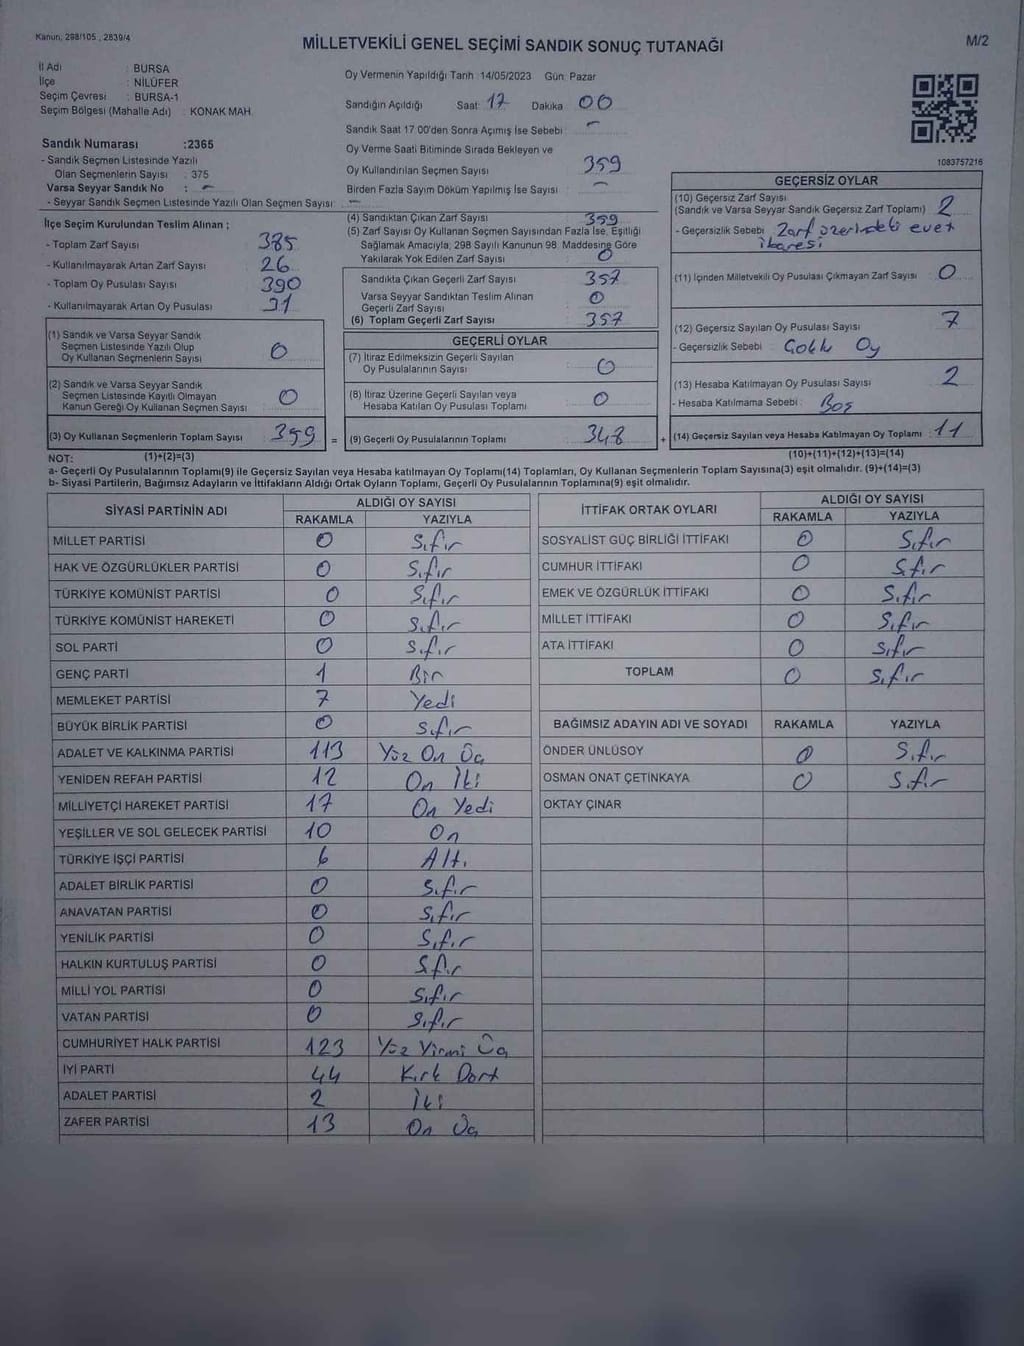 Kanun, 298/105 , 2839/4
MİLLETVEKİLİ GENEL SEÇİMİ SANDIK SONUÇ TUTANAĞI
M/2
İl Adı : BURSA
İlçe : NİLÜFER
Seçim Çevresi : BURSA-1
Seçim Bölgesi (Mahalle Adı) : KONAK MAH.
Oy Vermenin Yapıldığı Tarih :14/05/2023 Gün: Pazar
Sandığın Açıldığı Saat: 17 Dakika: 00
Sandık Saat 17:00'den Sonra Açılmış İse Sebebi: -
Oy Verme Saati Bitiminde Sırada Bekleyen ve
Oy Kullandırılan Seçmen Sayısı 359
Birden Fazla Sayım Döküm Yapılmış İse Sayısı -
1083757216
Sandık Numarası :2365
- Sandık Seçmen Listesinde Yazılı
Olan Seçmenlerin Sayısı : 375
Varsa Seyyar Sandık No : -
- Seyyar Sandık Seçmen Listesinde Yazılı Olan Seçmen Sayısı : -
İlçe Seçim Kurulundan Teslim Alınan ;
- Toplam Zarf Sayısı 385
- Kullanılmayarak Artan Zarf Sayısı 26
- Toplam Oy Pusulası Sayısı 390
- Kullanılmayarak Artan Oy Pusulası 31
(1) Sandık ve Varsa Seyyar Sandık
Seçmen Listesinde Yazılı Olup
Oy Kullanan Seçmenlerin Sayısı 0
(2) Sandık ve Varsa Seyyar Sandık
Seçmen Listesinde Kayıtlı Olmayan
Kanun Gereği Oy Kullanan Seçmen Sayısı 0
(3) Oy Kullanan Seçmenlerin Toplam Sayısı 359 =
(4) Sandıktan Çıkan Zarf Sayısı 359
(5) Zarf Sayısı Oy Kullanan Seçmen Sayısından Fazla İse, Eşitliği
Sağlamak Amacıyla, 298 Sayılı Kanunun 98. Maddesine Göre
Yakılarak Yok Edilen Zarf Sayısı 0
Sandıkta Çıkan Geçerli Zarf Sayısı 357
Varsa Seyyar Sandıktan Teslim Alınan
Geçerli Zarf Sayısı 0
(6) Toplam Geçerli Zarf Sayısı 357
GEÇERLİ OYLAR
(7) İtiraz Edilmeksizin Geçerli Sayılan
Oy Pusulalarının Sayısı 0
(8) İtiraz Üzerine Geçerli Sayılan veya
Hesaba Katılan Oy Pusulası Toplamı 0
(9) Geçerli Oy Pusulalarının Toplamı 348 +
GEÇERSİZ OYLAR
(10) Geçersiz Zarf Sayısı
(Sandık ve Varsa Seyyar Sandık Geçersiz Zarf Toplamı) 2
- Geçersizlik Sebebi : Zarf üzerindeki evet
ibaresi
(11) İçinden Milletvekili Oy Pusulası Çıkmayan Zarf Sayısı 0
(12) Geçersiz Sayılan Oy Pusulası Sayısı 7
- Geçersizlik Sebebi : Çoklu Oy
(13) Hesaba Katılmayan Oy Pusulası Sayısı 2
- Hesaba Katılmama Sebebi : Boş
(14) Geçersiz Sayılan veya Hesaba Katılmayan Oy Toplamı : 11
NOT: (1)+(2)=(3) (10)+(11)+(12)+(13)=(14)
a- Geçerli Oy Pusulalarının Toplamı(9) ile Geçersiz Sayılan veya Hesaba katılmayan Oy Toplamı(14) Toplamları, Oy Kullanan Seçmenlerin Toplam Sayısına(3) eşit olmalıdır. (9)+(14)=(3)
b- Siyasi Partilerin, Bağımsız Adayların ve İttifakların Aldığı Ortak Oyların Toplamı, Geçerli Oy Pusulalarının Toplamına(9) eşit olmalıdır.
SİYASİ PARTİNİN ADI ALDIĞI OY SAYISI
RAKAMLA YAZIYLA
MİLLET PARTİSİ 0 Sıfır
HAK VE ÖZGÜRLÜKLER PARTİSİ 0 Sıfır
TÜRKİYE KOMÜNİST PARTİSİ 0 Sıfır
TÜRKİYE KOMÜNİST HAREKETİ 0 Sıfır
SOL PARTİ 0 Sıfır
GENÇ PARTİ 1 Bir
MEMLEKET PARTİSİ 7 Yedi
BÜYÜK BİRLİK PARTİSİ 0 Sıfır
ADALET VE KALKINMA PARTİSİ 113 Yüz On Üç
YENİDEN REFAH PARTİSİ 12 On İki
MİLLİYETÇİ HAREKET PARTİSİ 17 On Yedi
YEŞİLLER VE SOL GELECEK PARTİSİ 10 On
TÜRKİYE İŞÇİ PARTİSİ 6 Altı
ADALET BİRLİK PARTİSİ 0 Sıfır
ANAVATAN PARTİSİ 0 Sıfır
YENİLİK PARTİSİ 0 Sıfır
HALKIN KURTULUŞ PARTİSİ 0 Sıfır
MİLLİ YOL PARTİSİ 0 Sıfır
VATAN PARTİSİ 0 Sıfır
CUMHURİYET HALK PARTİSİ 123 Yüz Yirmi Üç
İYİ PARTİ 44 Kırk Dört
ADALET PARTİSİ 2 İki
ZAFER PARTİSİ 13 On Üç
İTTİFAK ORTAK OYLARI ALDIĞI OY SAYISI
RAKAMLA YAZIYLA
SOSYALİST GÜÇ BİRLİĞİ İTTİFAKI 0 Sıfır
CUMHUR İTTİFAKI 0 Sıfır
EMEK VE ÖZGÜRLÜK İTTİFAKI 0 Sıfır
MİLLET İTTİFAKI 0 Sıfır
ATA İTTİFAKI 0 Sıfır
TOPLAM 0 Sıfır
BAĞIMSIZ ADAYIN ADI VE SOYADI RAKAMLA YAZIYLA
ÖNDER ÜNLÜSOY 0 Sıfır
OSMAN ONAT ÇETİNKAYA 0 Sıfır
OKTAY ÇINAR